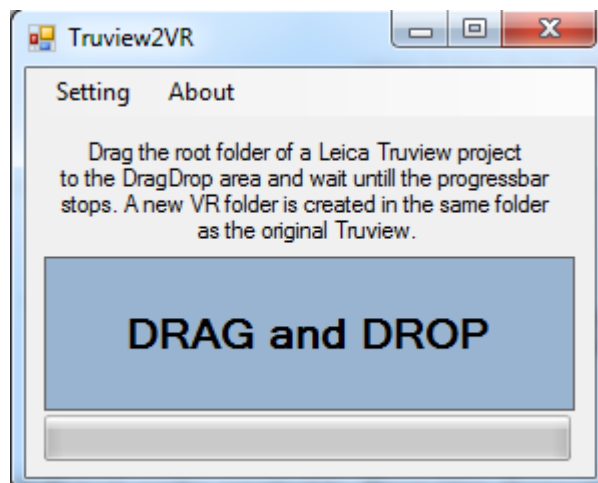 Truview2VR
Setting About
Drag the root folder of a Leica Truview project
to the DragDrop area and wait untill the progressbar
stops. A new VR folder is created in the same folder
as the original Truview.
DRAG and DROP